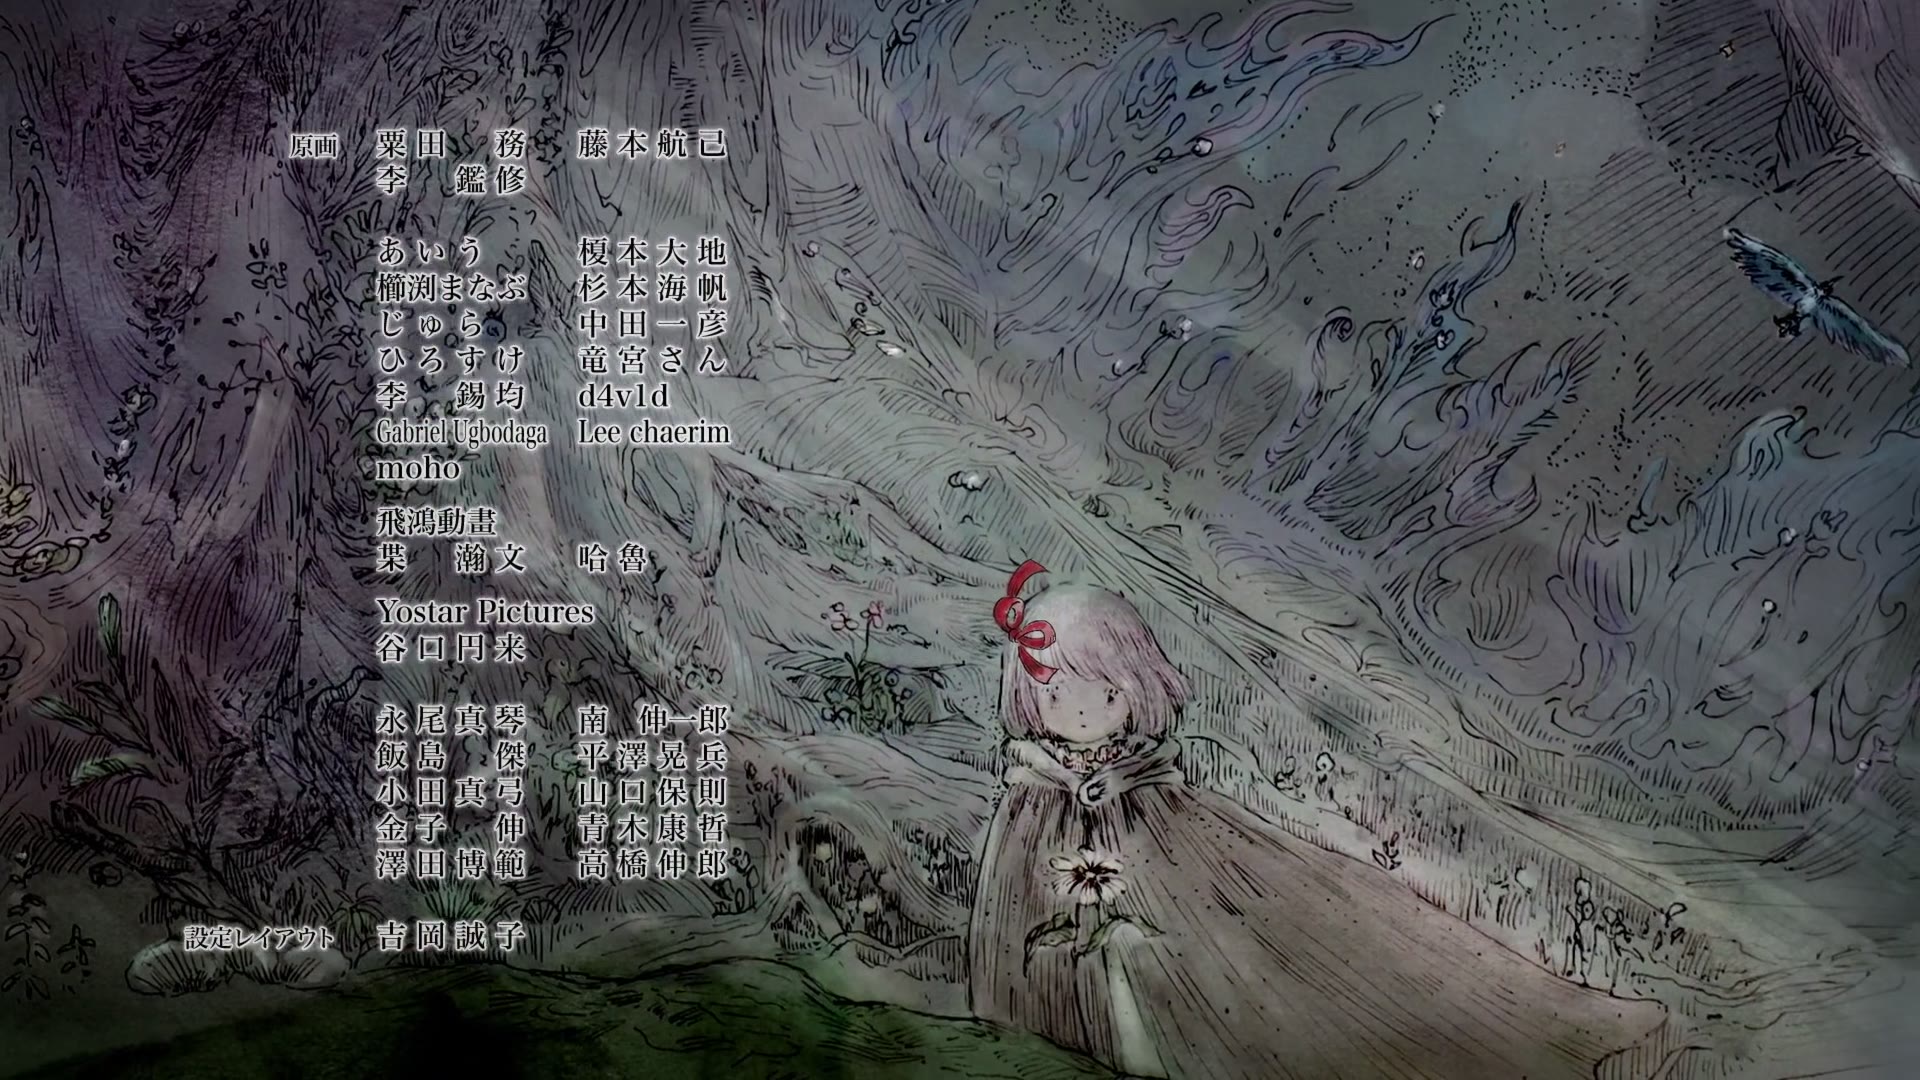 原画 粟田 務 藤本航己
李 鑑修
あいう 榎本大地
櫛渕まなぶ 杉本海帆
じゅら 中田一彦
ひろすけ 竜宮さん
李 錫均 d4v1d
Gabriel Ugbodaga Lee chaerim
moho
飛鴻動畫
枼 瀚文 哈魯
Yostar Pictures
谷口円来
永尾真琴 南 伸一郎
飯島 傑 平澤晃兵
小田真弓 山口保則
金子 伸 青木康哲
澤田博範 高橋伸郎
設定レイアウト 吉岡誠子